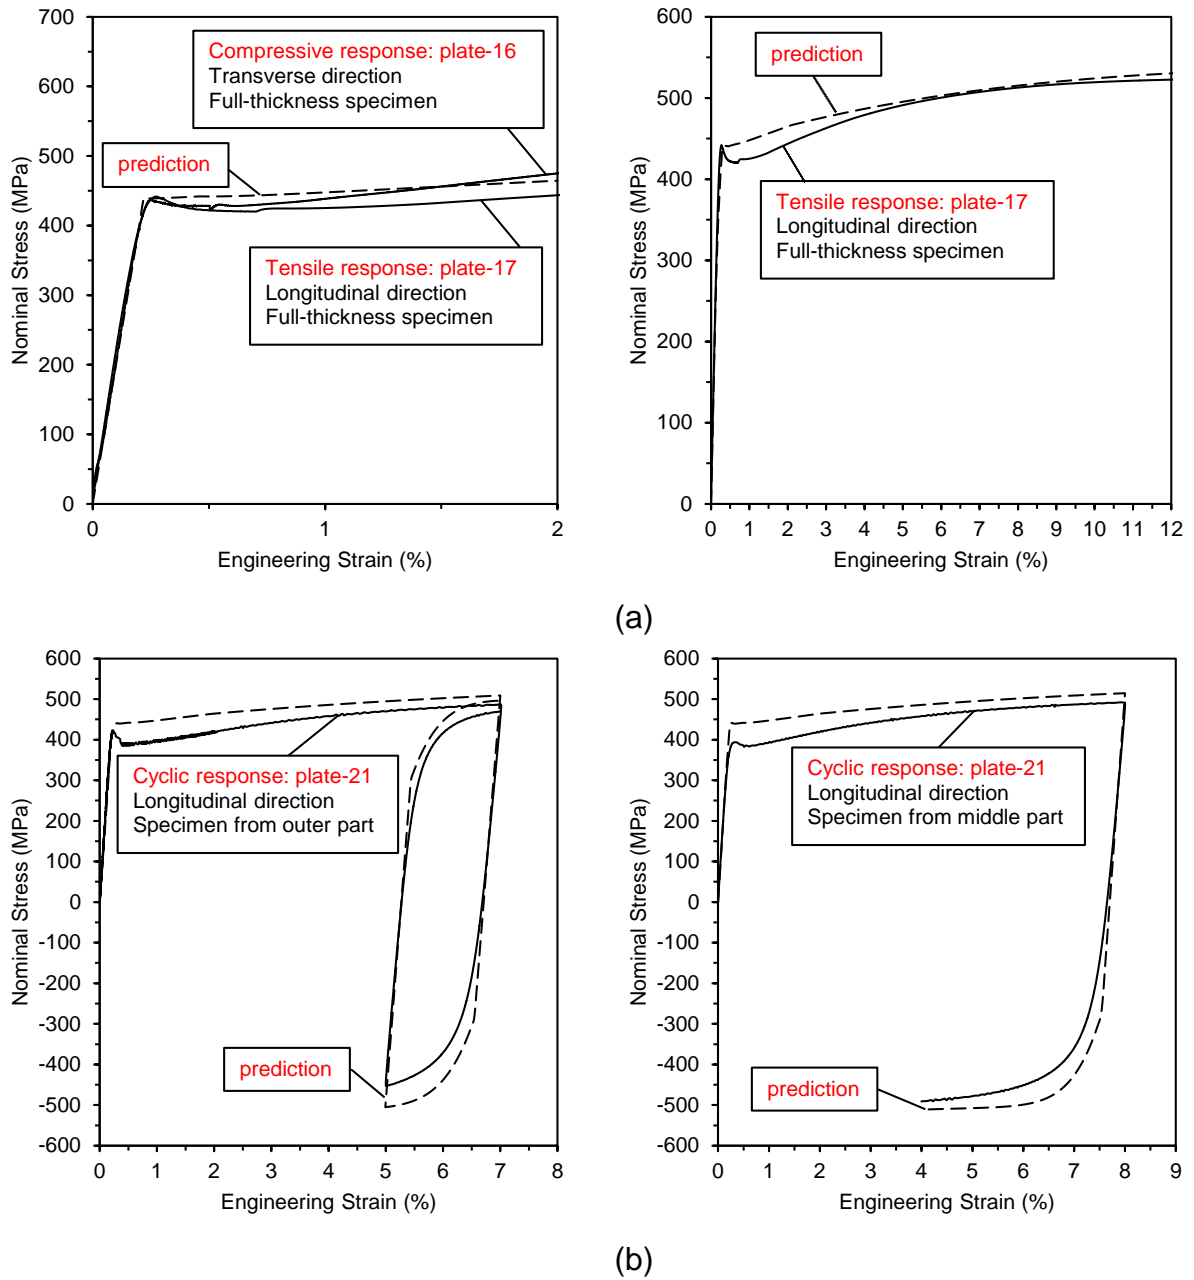 700
600
500
400
300
200
100
0
Nominal Stress (MPa)
Compressive response: plate-16
Transverse direction
Full-thickness specimen
prediction
Tensile response: plate-17
Longitudinal direction
Full-thickness specimen
0 1 2
Engineering Strain (%)
600
500
400
300
200
100
0
Nominal Stress (MPa)
prediction
Tensile response: plate-17
Longitudinal direction
Full-thickness specimen
0 1 2 3 4 5 6 7 8 9 10 11 12
Engineering Strain (%)
(a)
600
500
400
300
200
100
0
-100
-200
-300
-400
-500
-600
Nominal Stress (MPa)
Cyclic response: plate-21
Longitudinal direction
Specimen from outer part
prediction
0 1 2 3 4 5 6 7 8
Engineering Strain (%)
600
500
400
300
200
100
0
-100
-200
-300
-400
-500
-600
Nominal Stress (MPa)
Cyclic response: plate-21
Longitudinal direction
Specimen from middle part
prediction
0 1 2 3 4 5 6 7 8 9
Engineering Strain (%)
(b)